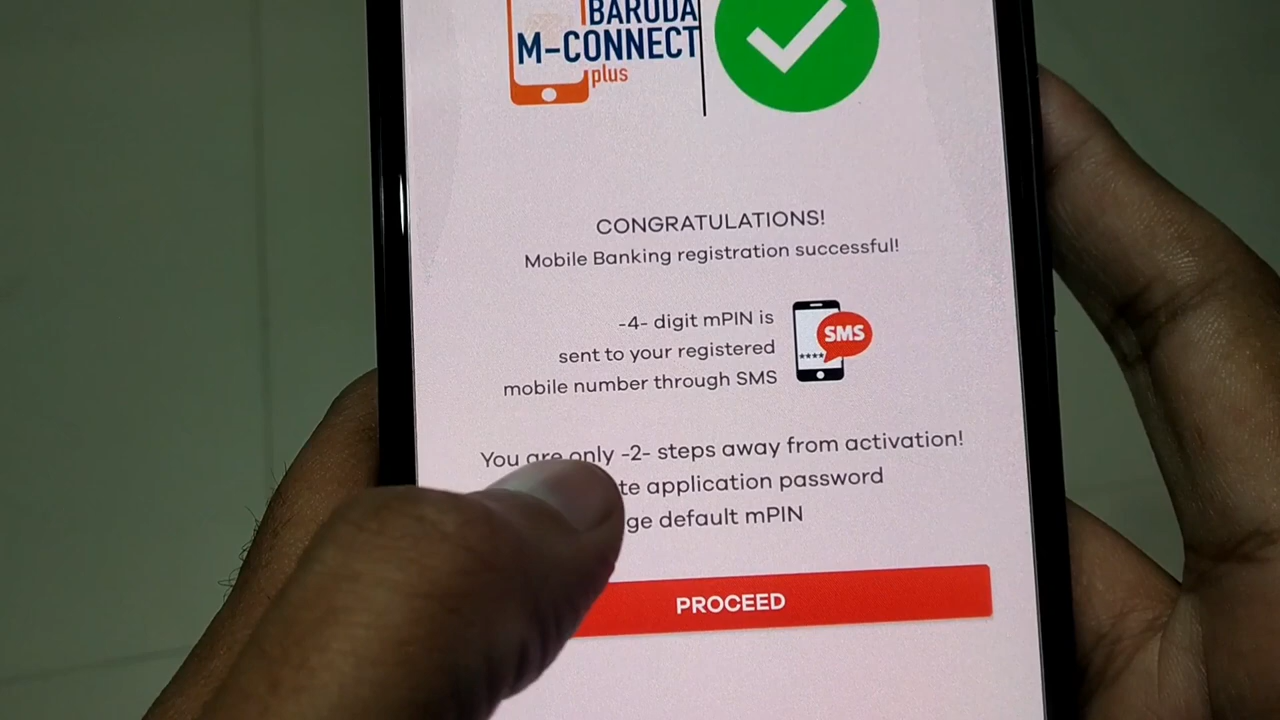 BARODA
M-CONNECT
plus
CONGRATULATIONS!
Mobile Banking registration successful!
-4- digit mPIN is
sent to your registered
mobile number through SMS
SMS
****
You are only -2- steps away from activation!
application password
default mPIN
PROCEED